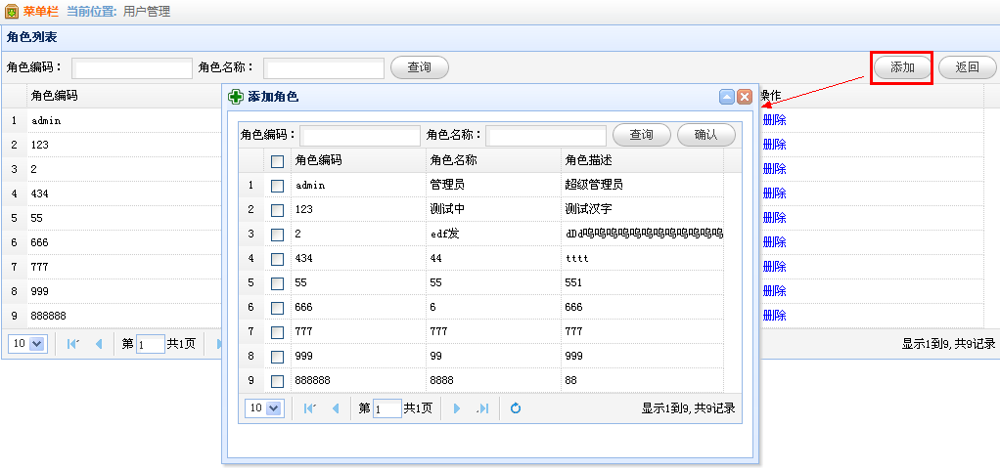 菜单栏 当前位置: 用户管理
角色列表
角色编码： 角色名称： 查询 添加 返回
角色编码 操作
1 admin 删除
2 123 删除
3 2 删除
4 434 删除
5 55 删除
6 666 删除
7 777 删除
8 999 删除
9 888888 删除
10 第 1 共1页 显示1到9, 共9记录
添加角色
角色编码： 角色名称： 查询 确认
角色编码 角色名称 角色描述
1 admin 管理员 超级管理员
2 123 测试中 测试汉字
3 2 edf发 dDd呜呜呜呜呜呜呜呜呜呜呜呜
4 434 44 tttt
5 55 55 551
6 666 6 666
7 777 777 777
8 999 99 999
9 888888 8888 88
10 第 1 共1页 显示1到9, 共9记录